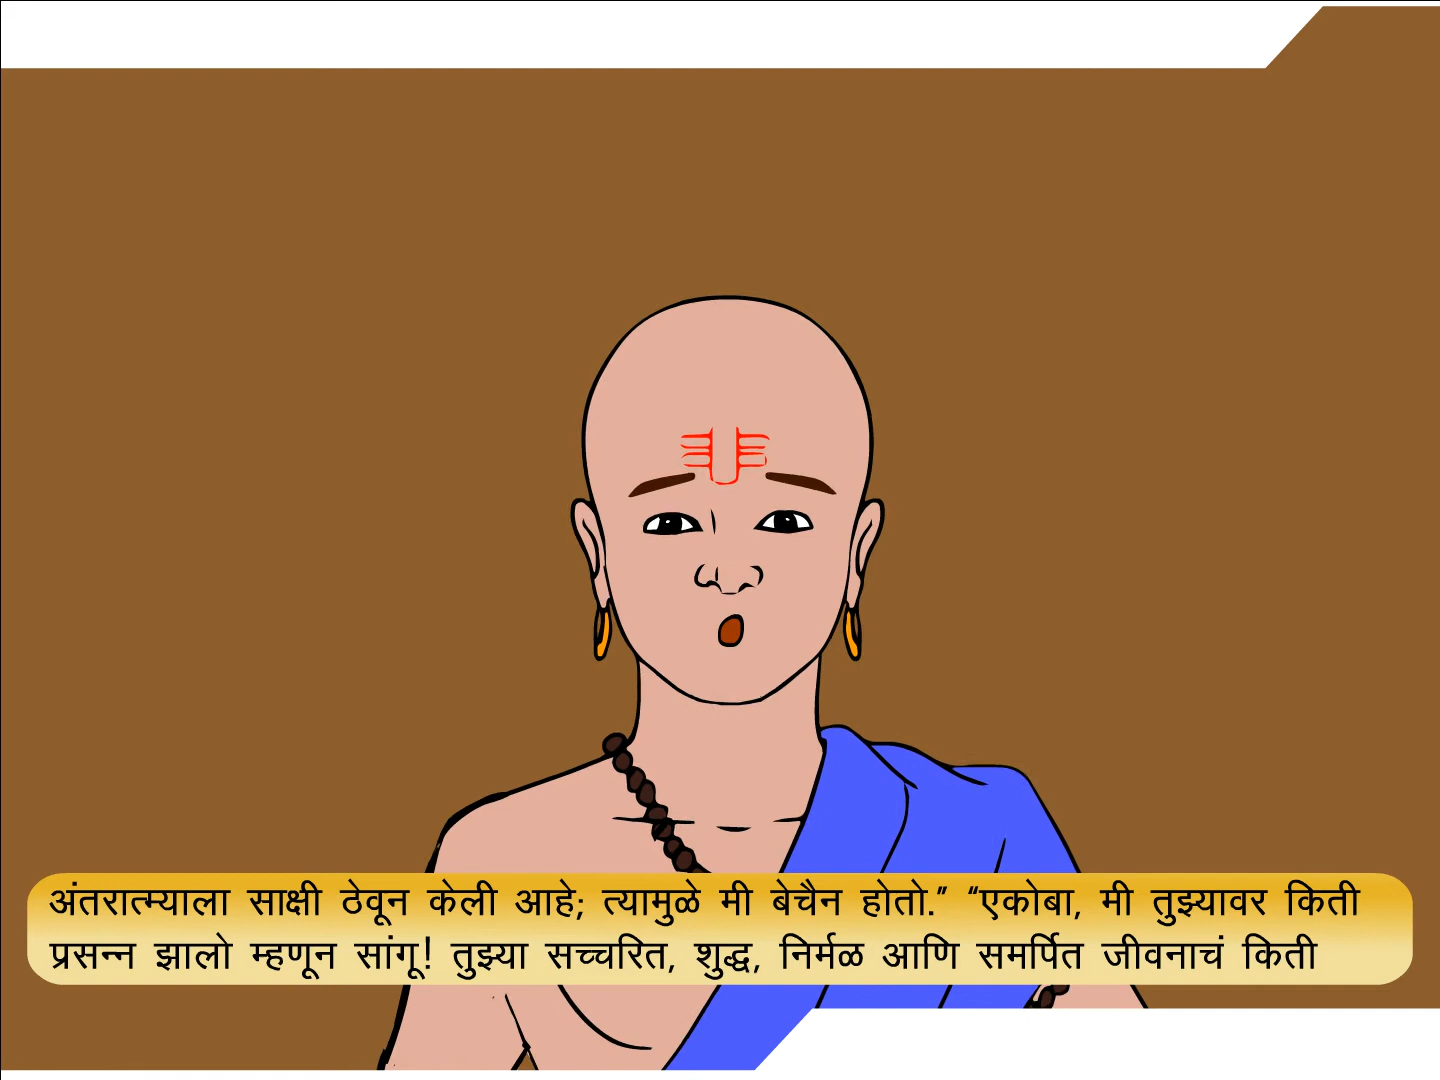 अंतरात्म्याला साक्षी ठेवून केली आहे; त्यामुळे मी बेचैन होतो.” “एकोबा, मी तुझ्यावर किती
प्रसन्न झालो म्हणून सांगू! तुझ्या सच्चरित, शुद्ध, निर्मळ आणि समर्पित जीवनाचं किती